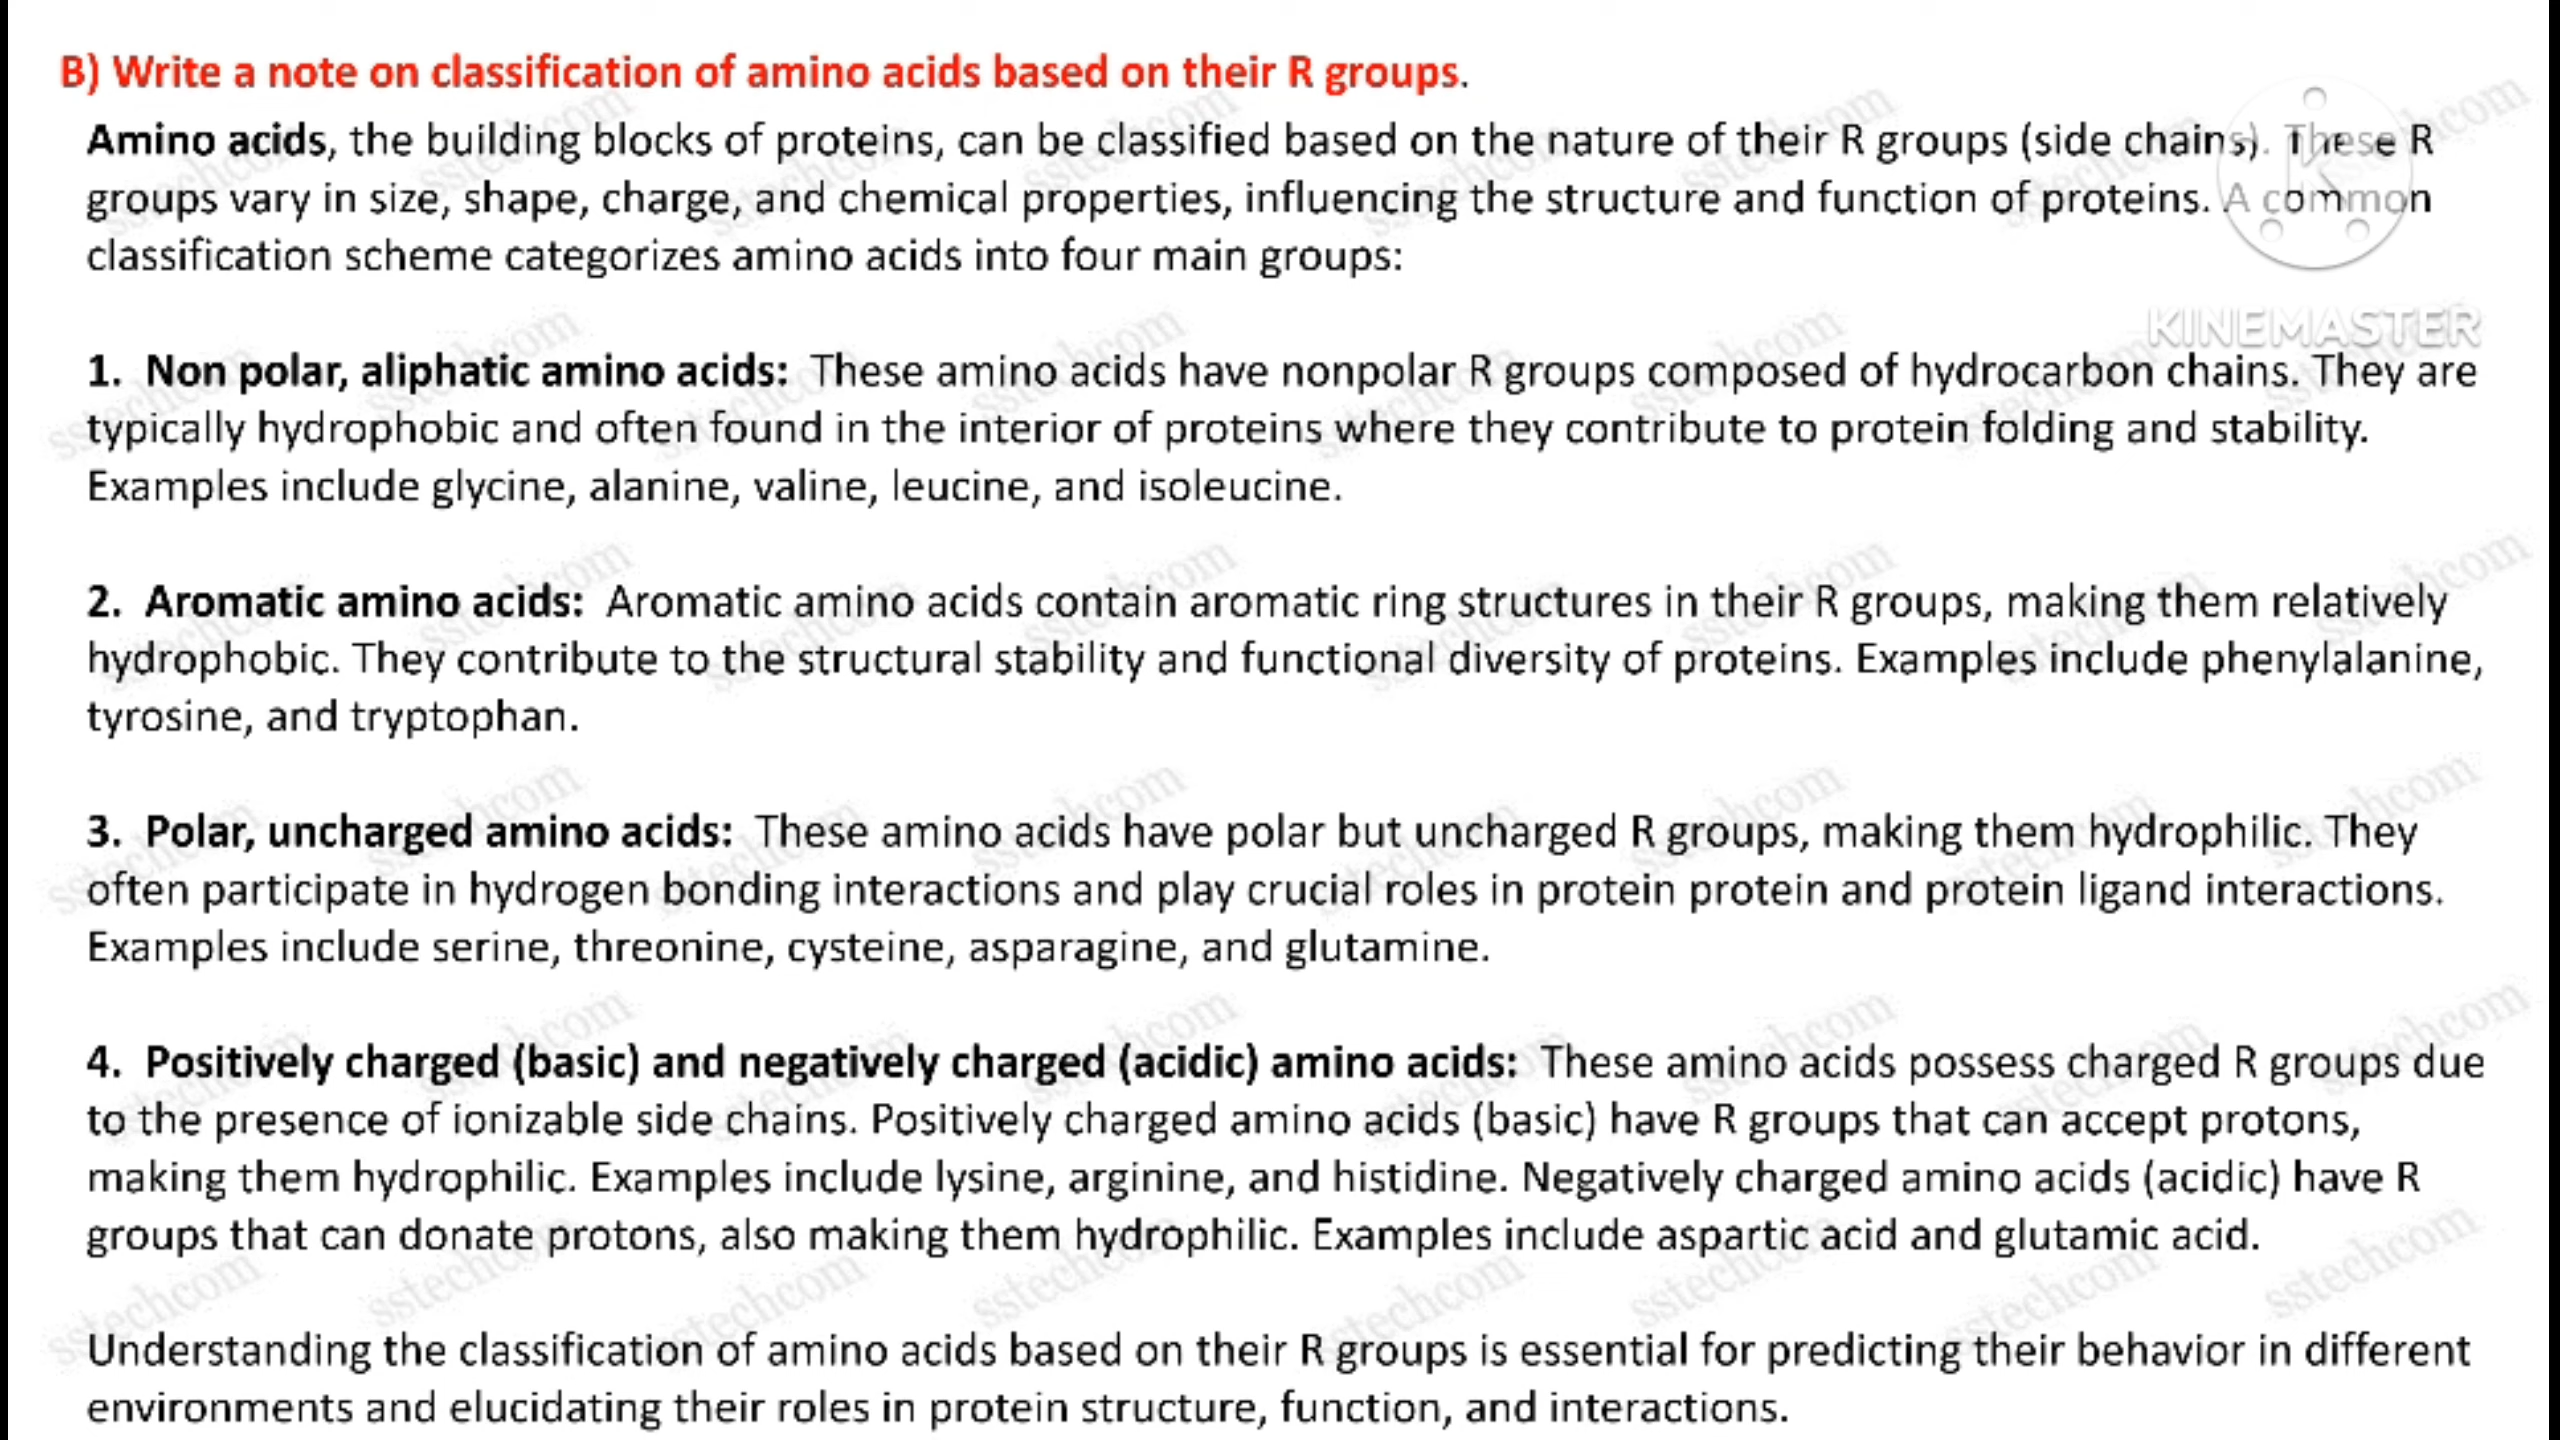 B) Write a note on classification of amino acids based on their R groups.
Amino acids, the building blocks of proteins, can be classified based on the nature of their R groups (side chains). These R
groups vary in size, shape, charge, and chemical properties, influencing the structure and function of proteins. A common
classification scheme categorizes amino acids into four main groups:
KINEMASTER
1. Non polar, aliphatic amino acids: These amino acids have nonpolar R groups composed of hydrocarbon chains. They are
typically hydrophobic and often found in the interior of proteins where they contribute to protein folding and stability.
Examples include glycine, alanine, valine, leucine, and isoleucine.
2. Aromatic amino acids: Aromatic amino acids contain aromatic ring structures in their R groups, making them relatively
hydrophobic. They contribute to the structural stability and functional diversity of proteins. Examples include phenylalanine,
tyrosine, and tryptophan.
3. Polar, uncharged amino acids: These amino acids have polar but uncharged R groups, making them hydrophilic. They
often participate in hydrogen bonding interactions and play crucial roles in protein protein and protein ligand interactions.
Examples include serine, threonine, cysteine, asparagine, and glutamine.
4. Positively charged (basic) and negatively charged (acidic) amino acids: These amino acids possess charged R groups due
to the presence of ionizable side chains. Positively charged amino acids (basic) have R groups that can accept protons,
making them hydrophilic. Examples include lysine, arginine, and histidine. Negatively charged amino acids (acidic) have R
groups that can donate protons, also making them hydrophilic. Examples include aspartic acid and glutamic acid.
Understanding the classification of amino acids based on their R groups is essential for predicting their behavior in different
environments and elucidating their roles in protein structure, function, and interactions.
sstechcom